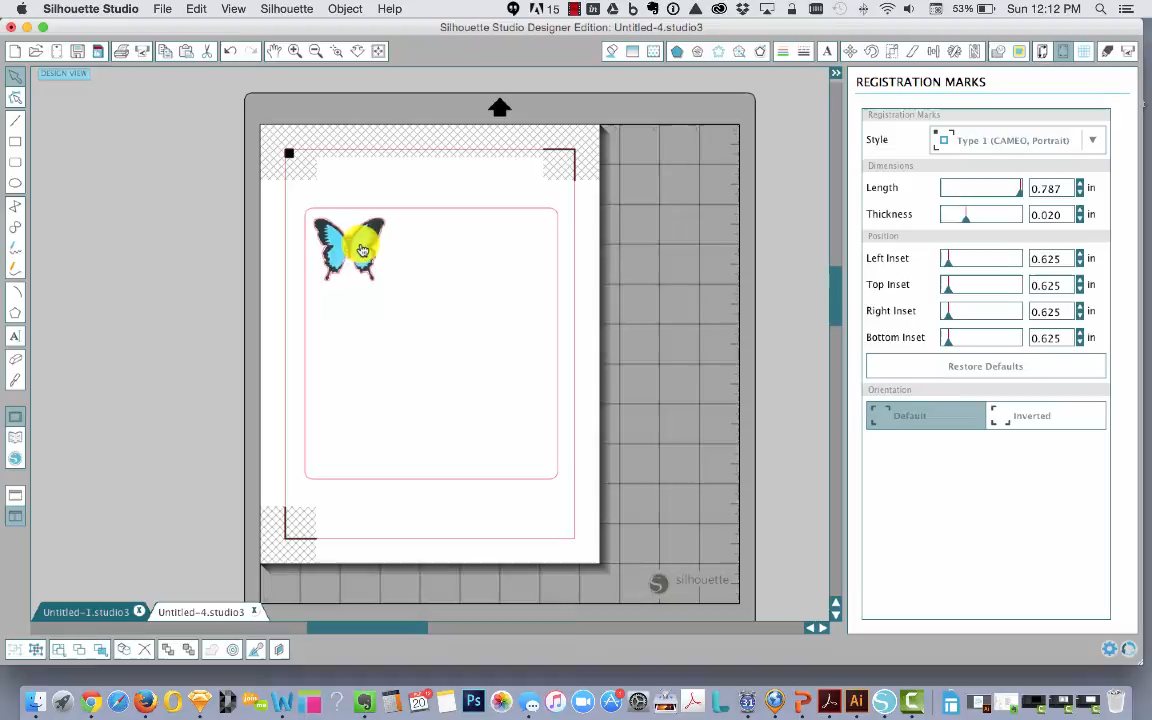 Silhouette Studio File Edit View Silhouette Object Help 15 53% Sun 12:12 PM
Silhouette Studio Designer Edition: Untitled-4.studio3
DESIGN VIEW
REGISTRATION MARKS
Registration Marks
Style Type 1 (CAMEO, Portrait)
Dimensions
Length 0.787 in
Thickness 0.020 in
Position
Left Inset 0.625 in
Top Inset 0.625 in
Right Inset 0.625 in
Bottom Inset 0.625 in
Restore Defaults
Orientation
Default Inverted
silhouette
Untitled-1.studio3 x Untitled-4.studio3 x